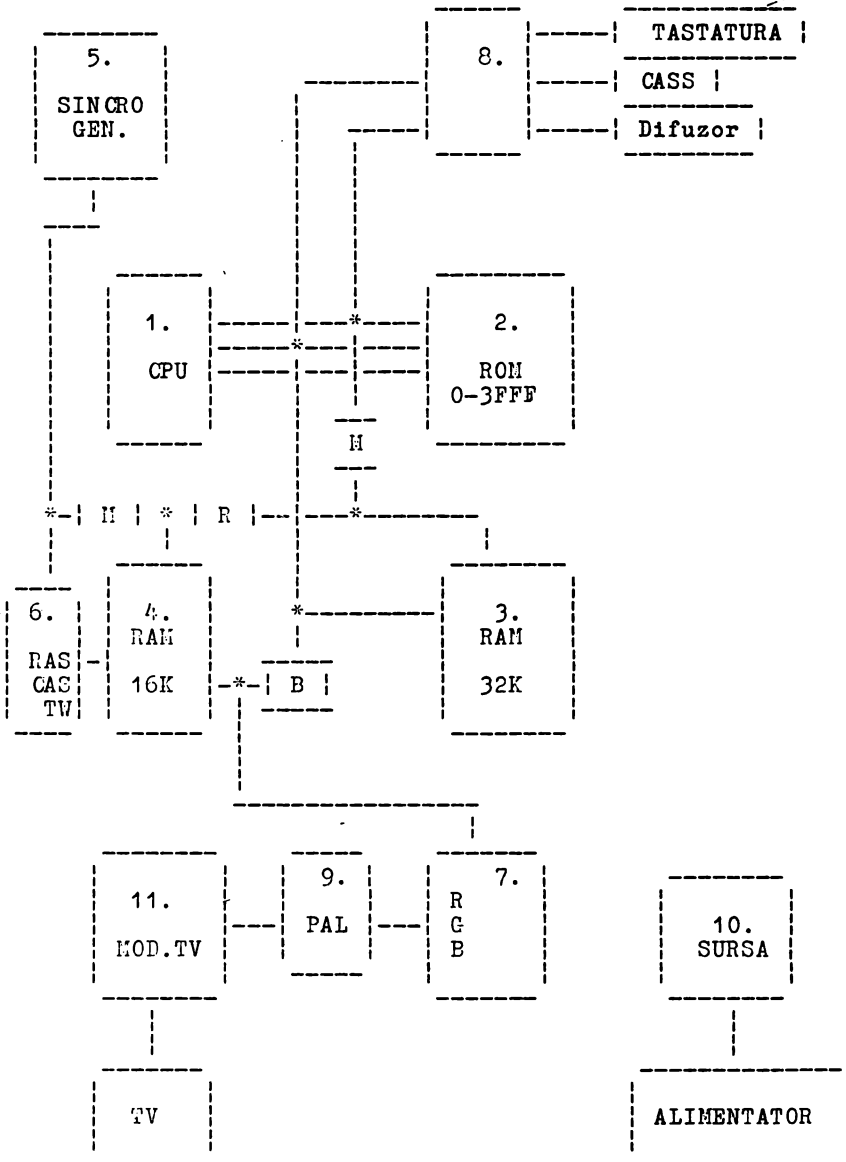 TASTATURA
5.
8.
CASS
SINCRO
GEN.
Difuzor
1.
2.
CPU
ROM
0-3FFF
M
M
R
6.
4.
3.
RAM
RAM
RAS
CAS
16K
B
32K
TW
9.
7.
11.
R
10.
PAL
G
MOD.TV
B
SURSA
TV
ALIMENTATOR